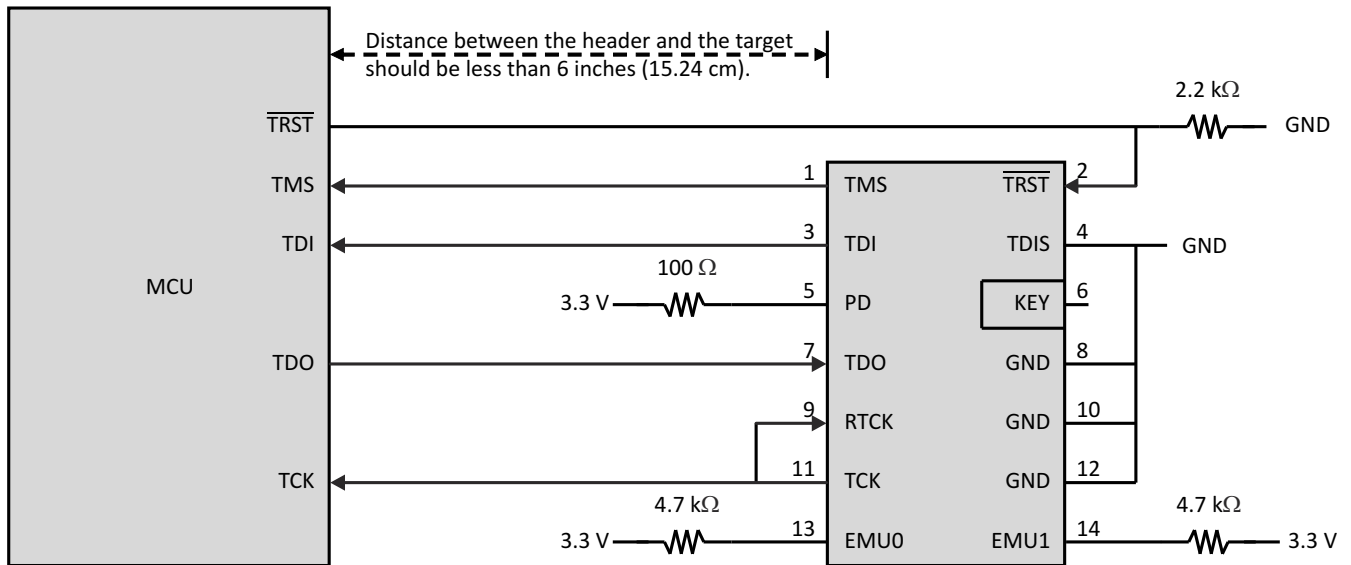 Distance between the header and the target
should be less than 6 inches (15.24 cm).
2.2 kΩ
TRST
GND
TMS
1
TMS
TRST
2
TDI
3
TDI
TDIS
4
GND
100 Ω
MCU
3.3 V
5
PD
KEY
6
TDO
7
TDO
GND
8
9
RTCK
GND
10
TCK
11
TCK
GND
12
4.7 kΩ
4.7 kΩ
3.3 V
13
EMU0
EMU1
14
3.3 V